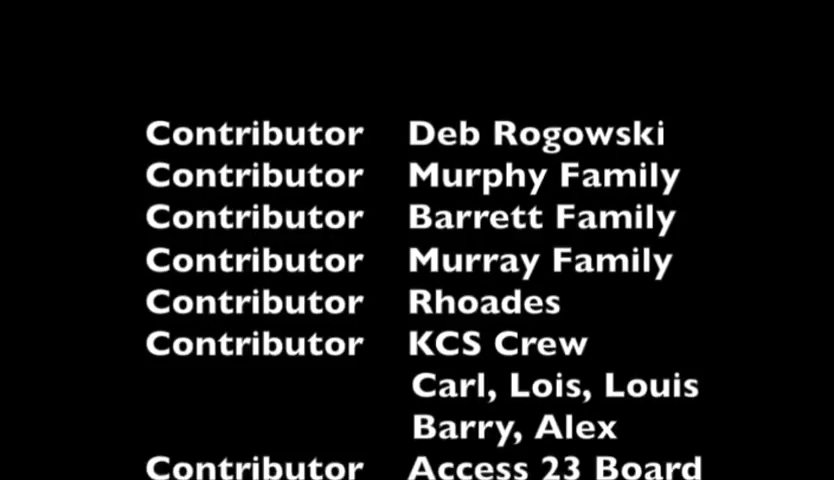 Contributor Deb Rogowski
Contributor Murphy Family
Contributor Barrett Family
Contributor Murray Family
Contributor Rhoades
Contributor KCS Crew
Carl, Lois, Louis
Barry, Alex
Contributor Access 23 Board